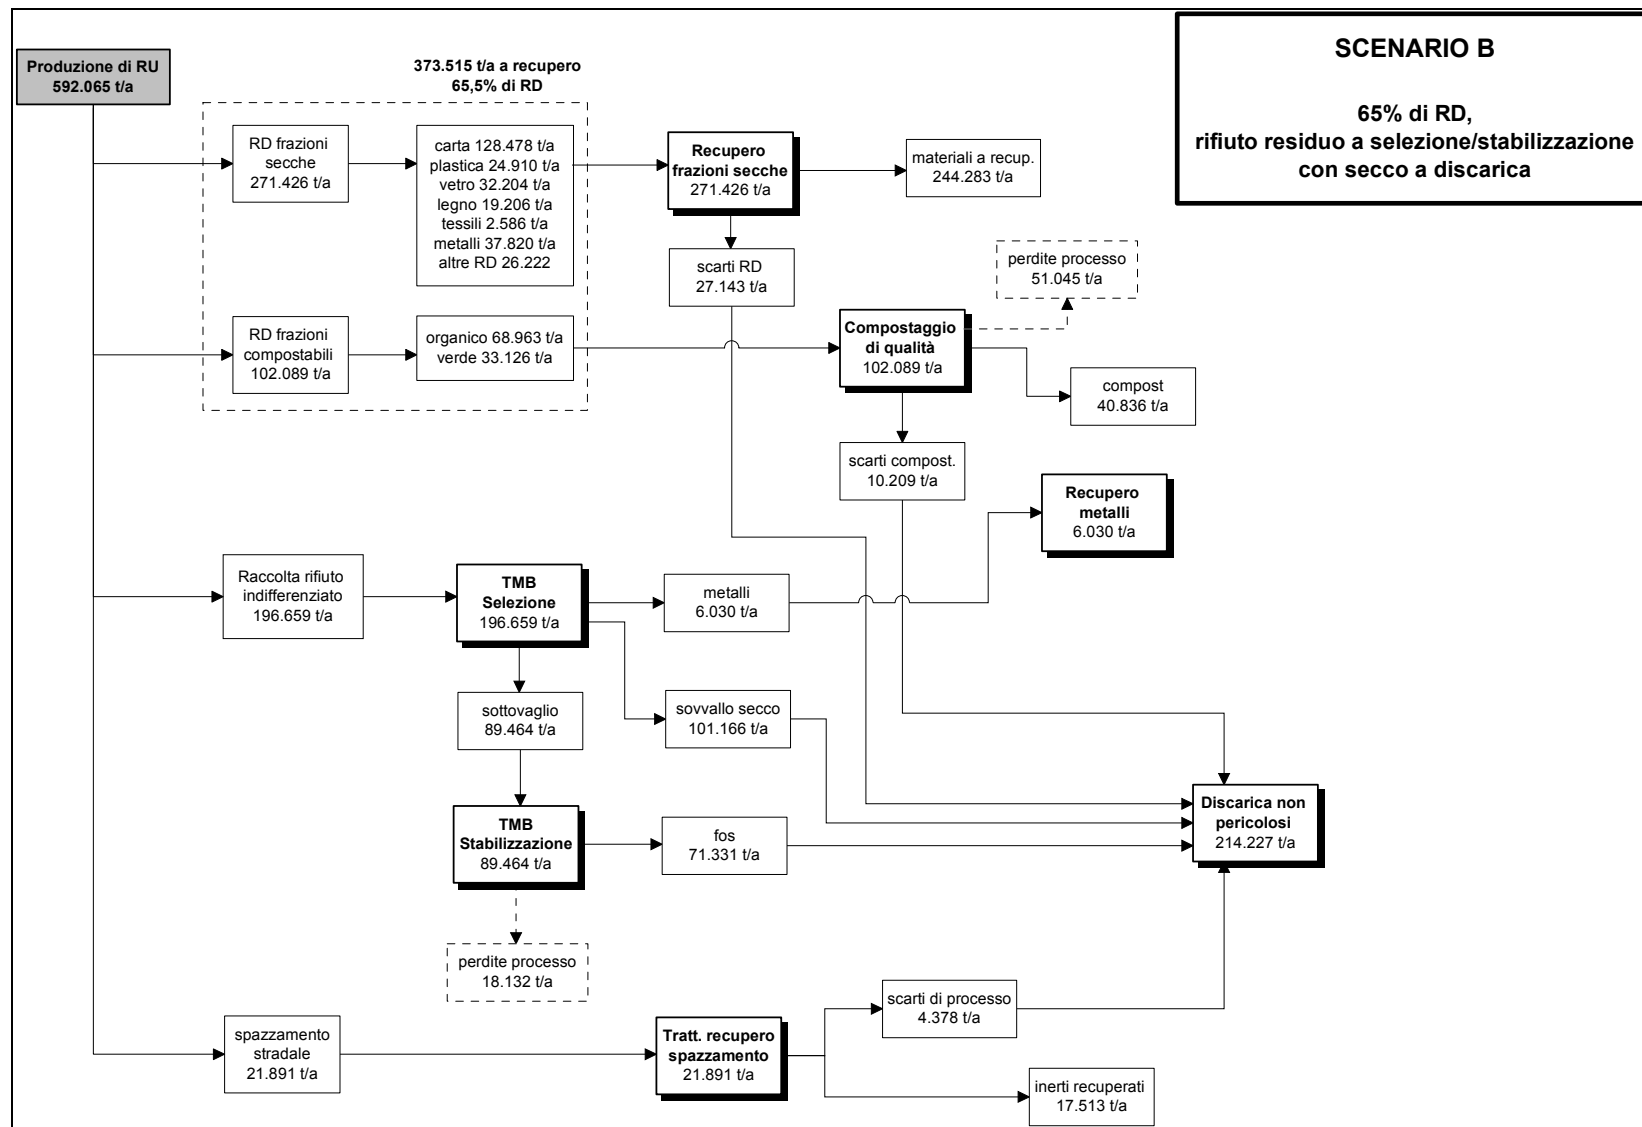 SCENARIO B
65% di RD,
rifiuto residuo a selezione/stabilizzazione
con secco a discarica
Produzione di RU
592.065 t/a
373.515 t/a a recupero
65,5% di RD
RD frazioni
secche
271.426 t/a
carta 128.478 t/a
plastica 24.910 t/a
vetro 32.204 t/a
legno 19.206 t/a
tessili 2.586 t/a
metalli 37.820 t/a
altre RD 26.222
Recupero
frazioni secche
271.426 t/a
materiali a recup.
244.283 t/a
scarti RD
27.143 t/a
perdite processo
51.045 t/a
RD frazioni
compostabili
102.089 t/a
organico 68.963 t/a
verde 33.126 t/a
Compostaggio
di qualità
102.089 t/a
compost
40.836 t/a
scarti compost.
10.209 t/a
Recupero
metalli
6.030 t/a
Raccolta rifiuto
indifferenziato
196.659 t/a
TMB
Selezione
196.659 t/a
metalli
6.030 t/a
sottovaglio
89.464 t/a
sovvallo secco
101.166 t/a
TMB
Stabilizzazione
89.464 t/a
fos
71.331 t/a
Discarica non
pericolosi
214.227 t/a
perdite processo
18.132 t/a
spazzamento
stradale
21.891 t/a
Tratt. recupero
spazzamento
21.891 t/a
scarti di processo
4.378 t/a
inerti recuperati
17.513 t/a